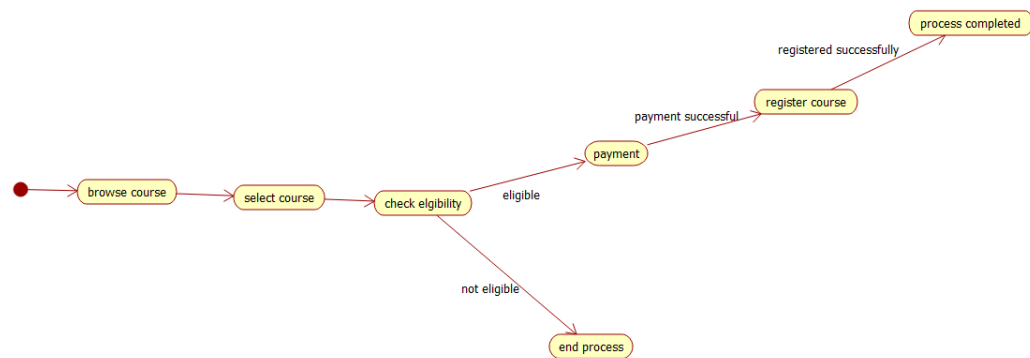 process completed
registered successfully
register course
payment successful
payment
eligible
browse course
select course
check elgibility
not eligible
end process